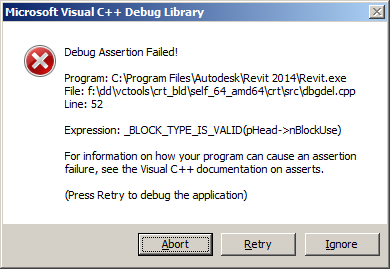 Microsoft Visual C++ Debug Library
Debug Assertion Failed!
Program: C:\Program Files\Autodesk\Revit 2014\Revit.exe
File: f:\dd\vctools\crt_bld\self_64_amd64\crt\src\dbgdel.cpp
Line: 52
Expression: _BLOCK_TYPE_IS_VALID(pHead->nBlockUse)
For information on how your program can cause an assertion
failure, see the Visual C++ documentation on asserts.
(Press Retry to debug the application)
Abort
Retry
Ignore